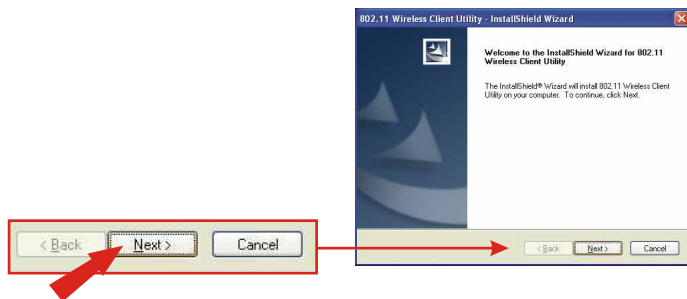 802.11 Wireless Client Utility - InstallShield Wizard
Welcome to the InstallShield Wizard for 802.11
Wireless Client Utility
The InstallShield® Wizard will install 802.11 Wireless Client
Utility on your computer. To continue, click Next.
< Back Next > Cancel
< Back Next > Cancel